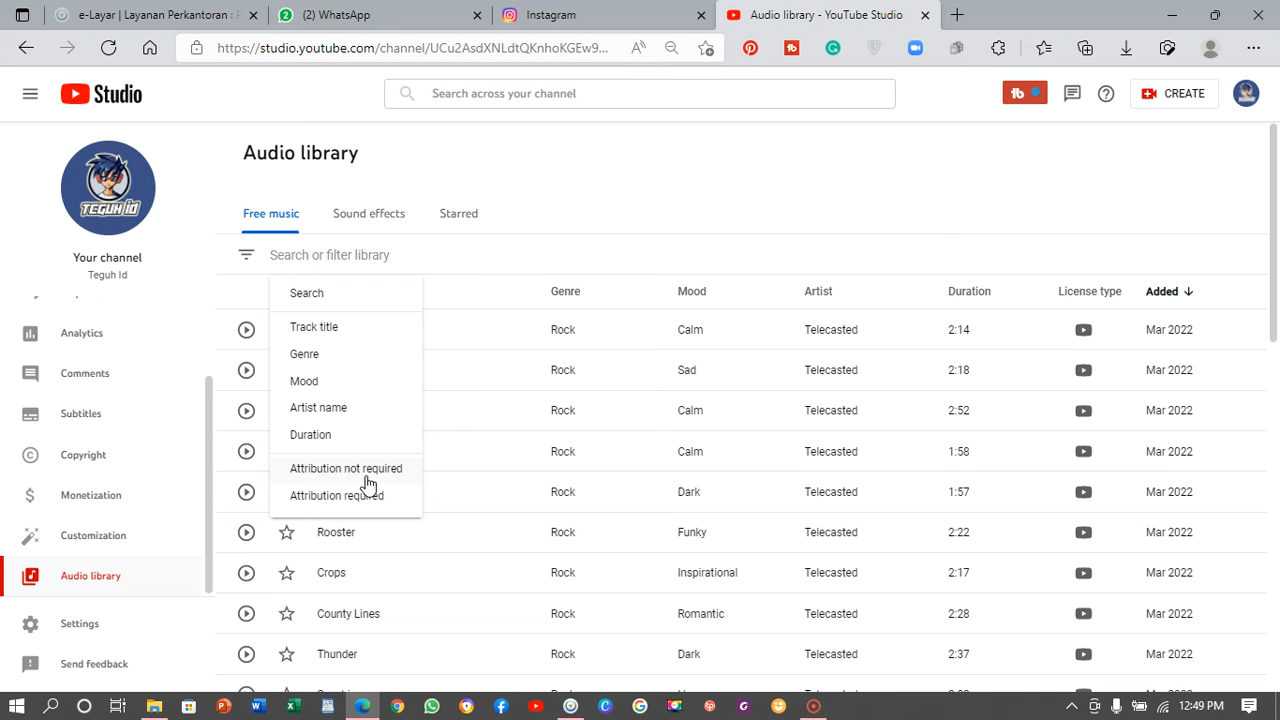 e-Layanan Perkantoran : P
2
(2) WhatsApp
Instagram
Audio library - YouTube Studio
https://studio.youtube.com/channel/UCu2AsdXNLdtQKnhoKGEw9...
Studio
Search across your channel
CREATE
TEGUH ID
Your channel
Teguh Id
Analytics
Comments
Subtitles
Copyright
Monetization
Customization
Audio library
Settings
Send feedback
Audio library
Free music
Sound effects
Starred
Search or filter library
Search
Track title
Genre
Mood
Artist name
Duration
Attribution not required
Attribution required
Genre Mood Artist Duration License type Added
Rock Calm Telecasted 2:14 Mar 2022
Rock Sad Telecasted 2:18 Mar 2022
Rock Calm Telecasted 2:52 Mar 2022
Rock Calm Telecasted 1:58 Mar 2022
Rock Dark Telecasted 1:57 Mar 2022
Rooster Rock Funky Telecasted 2:22 Mar 2022
Crops Rock Inspirational Telecasted 2:17 Mar 2022
County Lines Rock Romantic Telecasted 2:28 Mar 2022
Thunder Rock Dark Telecasted 2:37 Mar 2022
12:49 PM